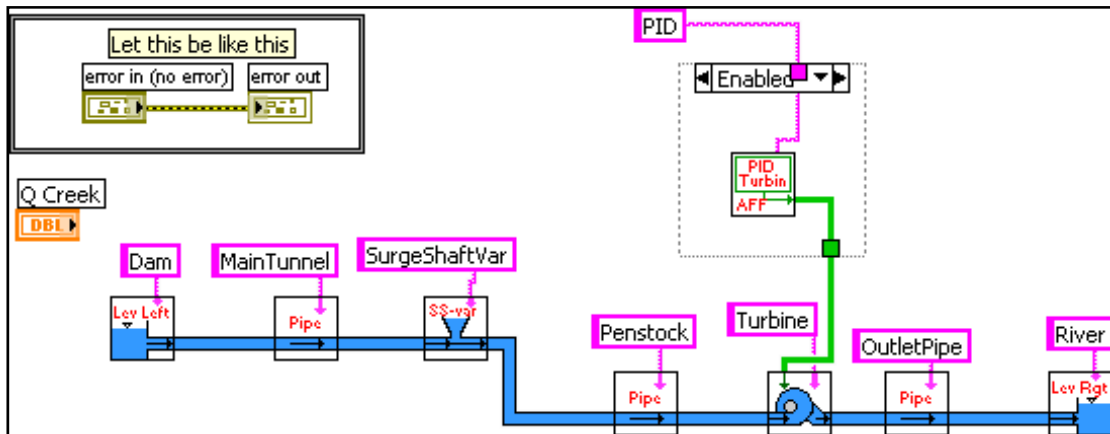 Let this be like this
error in (no error)
error out
PID
Enabled
PID
Turbin
AFF
Q Creek
DBL
Dam
MainTunnel
SurgeShaftVar
Lev Left
Pipe
SS-var
Penstock
Turbine
OutletPipe
River
Pipe
Pipe
Lev Rgt